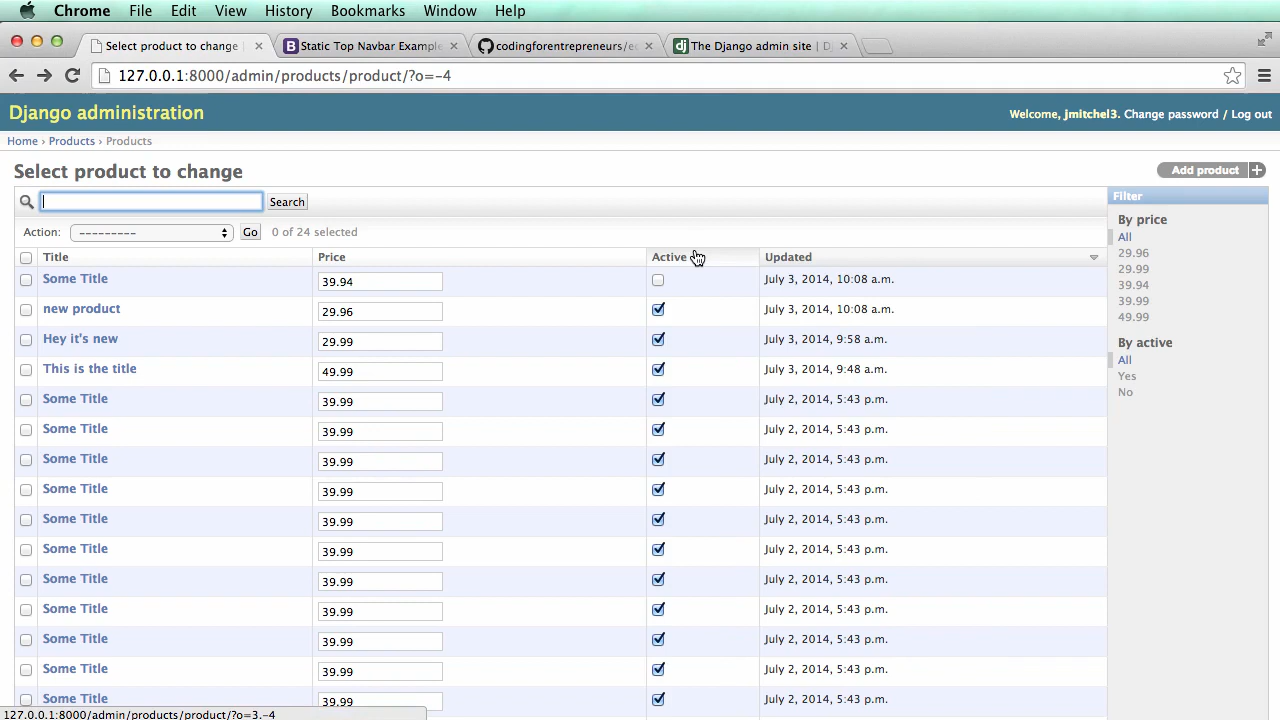 Chrome File Edit View History Bookmarks Window Help
Select product to change Static Top Navbar Example codingforentrepreneurs/ec The Django admin site | D
127.0.0.1:8000/admin/products/product/?o=-4
Django administration
Welcome, jmitchel3. Change password / Log out
Home › Products › Products
Select product to change
Add product +
Search
Action: --------- Go 0 of 24 selected
Title Price Active Updated
Some Title 39.94 July 3, 2014, 10:08 a.m.
new product 29.96 July 3, 2014, 10:08 a.m.
Hey it's new 29.99 July 3, 2014, 9:58 a.m.
This is the title 49.99 July 3, 2014, 9:48 a.m.
Some Title 39.99 July 2, 2014, 5:43 p.m.
Some Title 39.99 July 2, 2014, 5:43 p.m.
Some Title 39.99 July 2, 2014, 5:43 p.m.
Some Title 39.99 July 2, 2014, 5:43 p.m.
Some Title 39.99 July 2, 2014, 5:43 p.m.
Some Title 39.99 July 2, 2014, 5:43 p.m.
Some Title 39.99 July 2, 2014, 5:43 p.m.
Some Title 39.99 July 2, 2014, 5:43 p.m.
Some Title 39.99 July 2, 2014, 5:43 p.m.
Some Title 39.99 July 2, 2014, 5:43 p.m.
Some Title 39.99 July 2, 2014, 5:43 p.m.
Filter
By price
All
29.96
29.99
39.94
39.99
49.99
By active
All
Yes
No
127.0.0.1:8000/admin/products/product/?o=3.-4